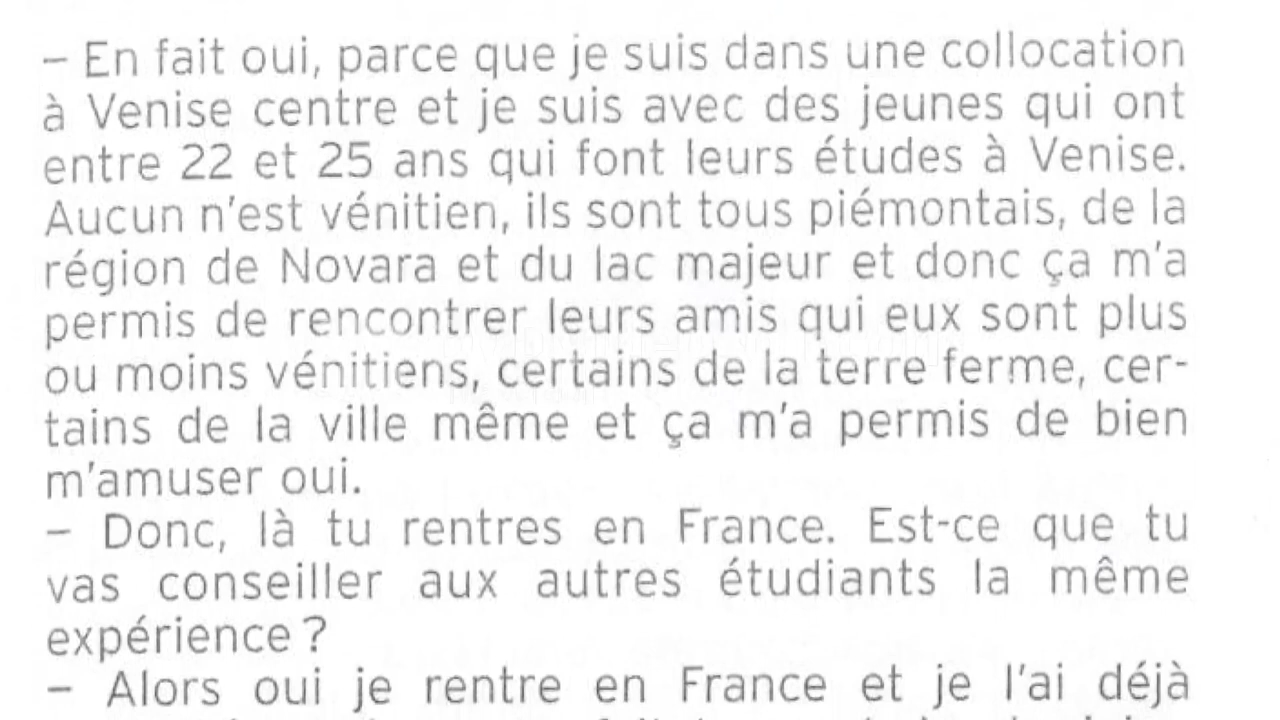 – En fait oui, parce que je suis dans une collocation
à Venise centre et je suis avec des jeunes qui ont
entre 22 et 25 ans qui font leurs études à Venise.
Aucun n'est vénitien, ils sont tous piémontais, de la
région de Novara et du lac majeur et donc ça m'a
permis de rencontrer leurs amis qui eux sont plus
ou moins vénitiens, certains de la terre ferme, cer-
tains de la ville même et ça m'a permis de bien
m'amuser oui.
– Donc, là tu rentres en France. Est-ce que tu
vas conseiller aux autres étudiants la même
expérience ?
– Alors oui je rentre en France et je l'ai déjà